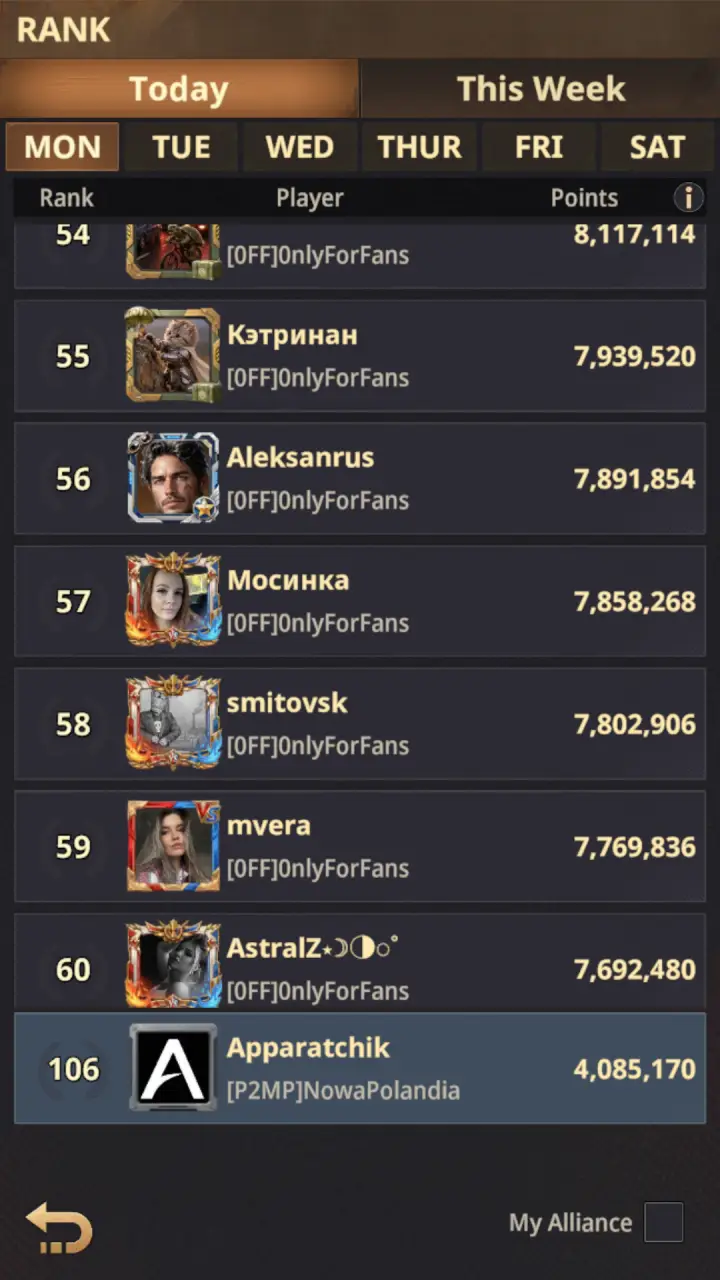 RANK
Today
This Week
MON
TUE
WED
THUR
FRI
SAT
Rank
Player
Points
i
54
[0FF]0nlyForFans
8,117,114
55
Кэтринан
[0FF]0nlyForFans
7,939,520
56
Aleksanrus
[0FF]0nlyForFans
7,891,854
57
Мосинка
[0FF]0nlyForFans
7,858,268
58
smitovsk
[0FF]0nlyForFans
7,802,906
VS
59
mvera
[0FF]0nlyForFans
7,769,836
60
AstralZ⋆☽◑○˚
[0FF]0nlyForFans
7,692,480
106
A
Apparatchik
[P2MP]NowaPolandia
4,085,170
My Alliance